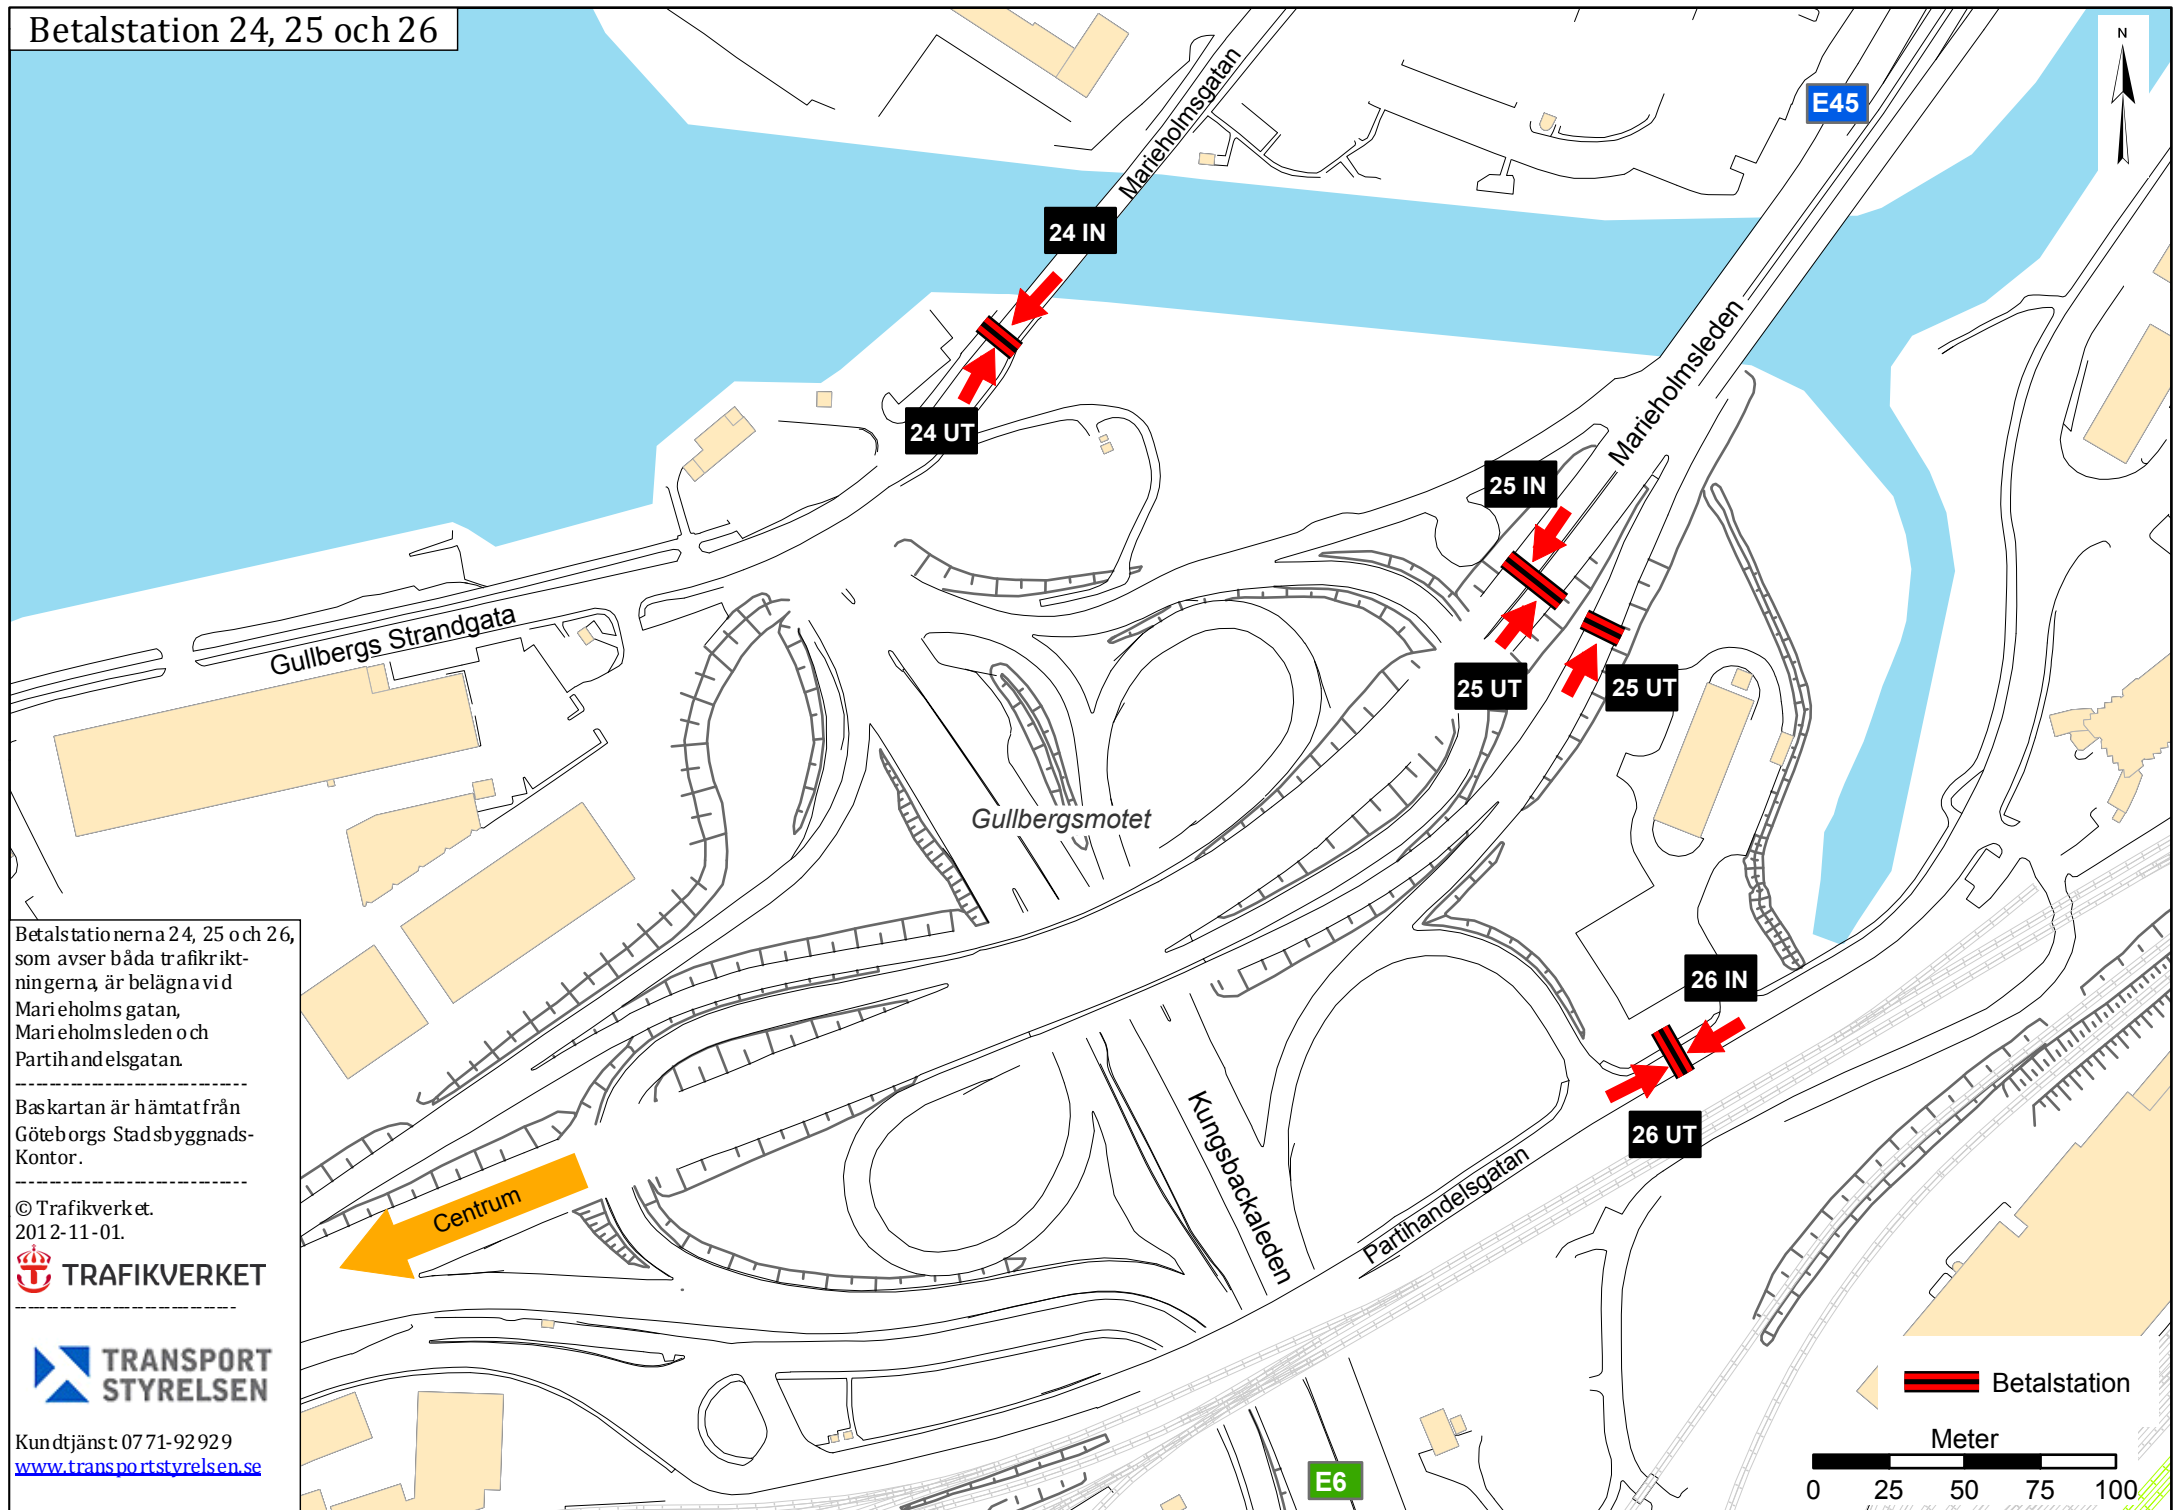 Betalstation 24, 25 och 26
N
E45
Marieholmsgatan
24 IN
24 UT
Marieholmsleden
25 IN
25 UT
25 UT
Gullbergs Strandgata
Gullbergsmotet
26 IN
26 UT
Kungsbackaleden
Partihandelsgatan
Centrum
E6
Betalstationerna 24, 25 och 26,
som avser båda trafikrikt-
ningerna, är belägna vid
Marieholms gatan,
Marieholmsleden och
Partihandelsgatan.
------------------------------
Baskartan är hämtat från
Göteborgs Stadsbyggnads-
Kontor.
------------------------------
© Trafikverket.
2012-11-01.
TRAFIKVERKET
-----------------------------
TRANSPORT
STYRELSEN
Kundtjänst: 0771-92929
www.transportstyrelsen.se
Betalstation
Meter
0 25 50 75 100